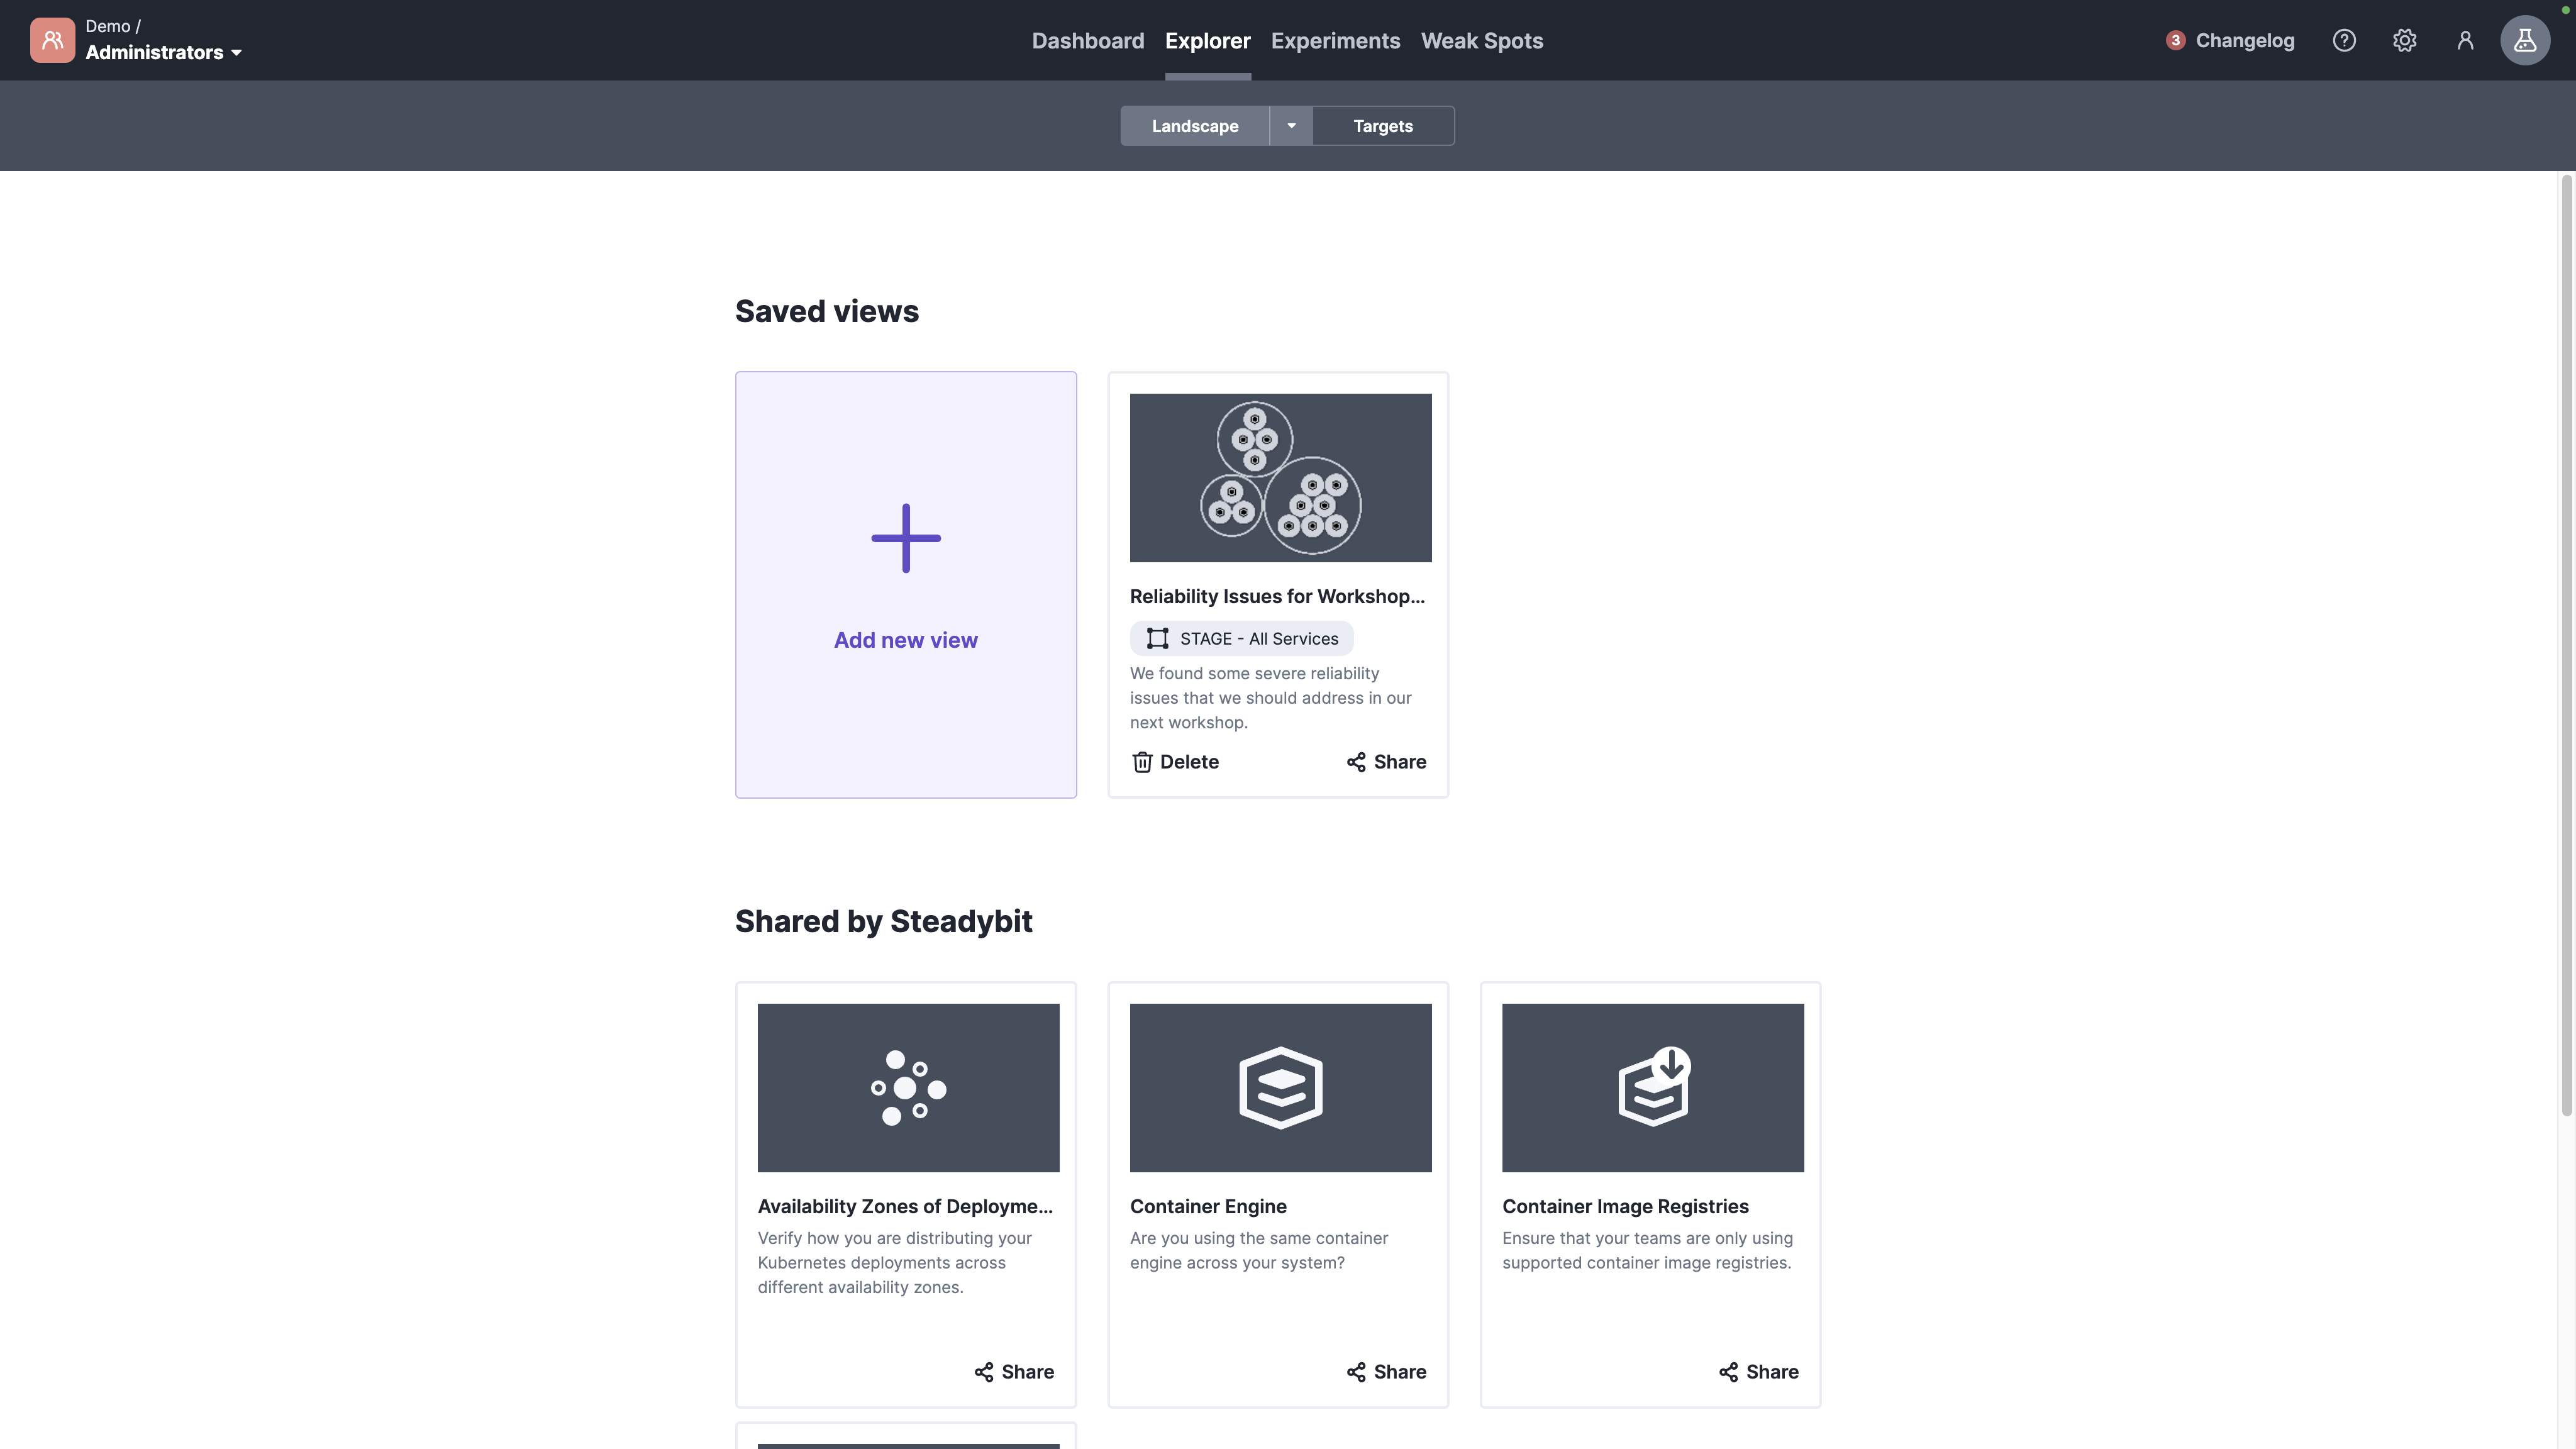 Demo /
Administrators
Dashboard
Explorer
Experiments
Weak Spots
3
Changelog
Landscape
Targets
Saved views
Add new view
Reliability Issues for Workshop...
STAGE - All Services
We found some severe reliability
issues that we should address in our
next workshop.
Delete
Share
Shared by Steadybit
Availability Zones of Deployme...
Verify how you are distributing your
Kubernetes deployments across
different availability zones.
Share
Container Engine
Are you using the same container
engine across your system?
Share
Container Image Registries
Ensure that your teams are only using
supported container image registries.
Share